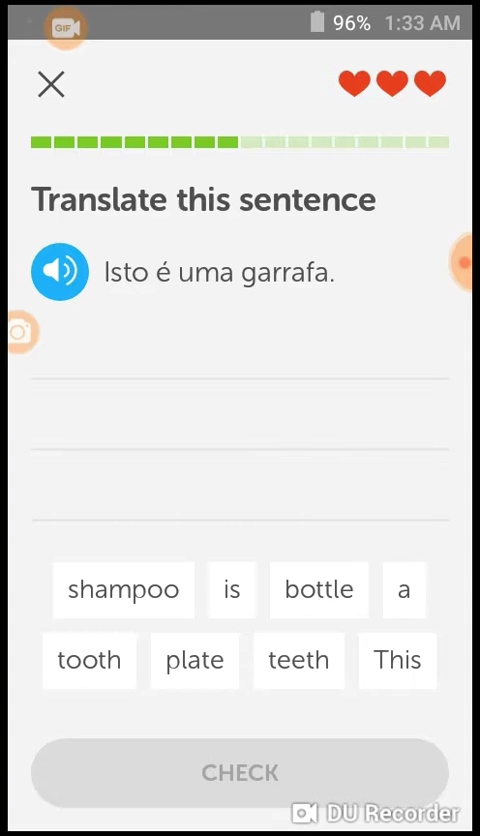 GIF 96% 1:33 AM
Translate this sentence
Isto é uma garrafa.
shampoo is bottle a
tooth plate teeth This
CHECK
DU Recorder